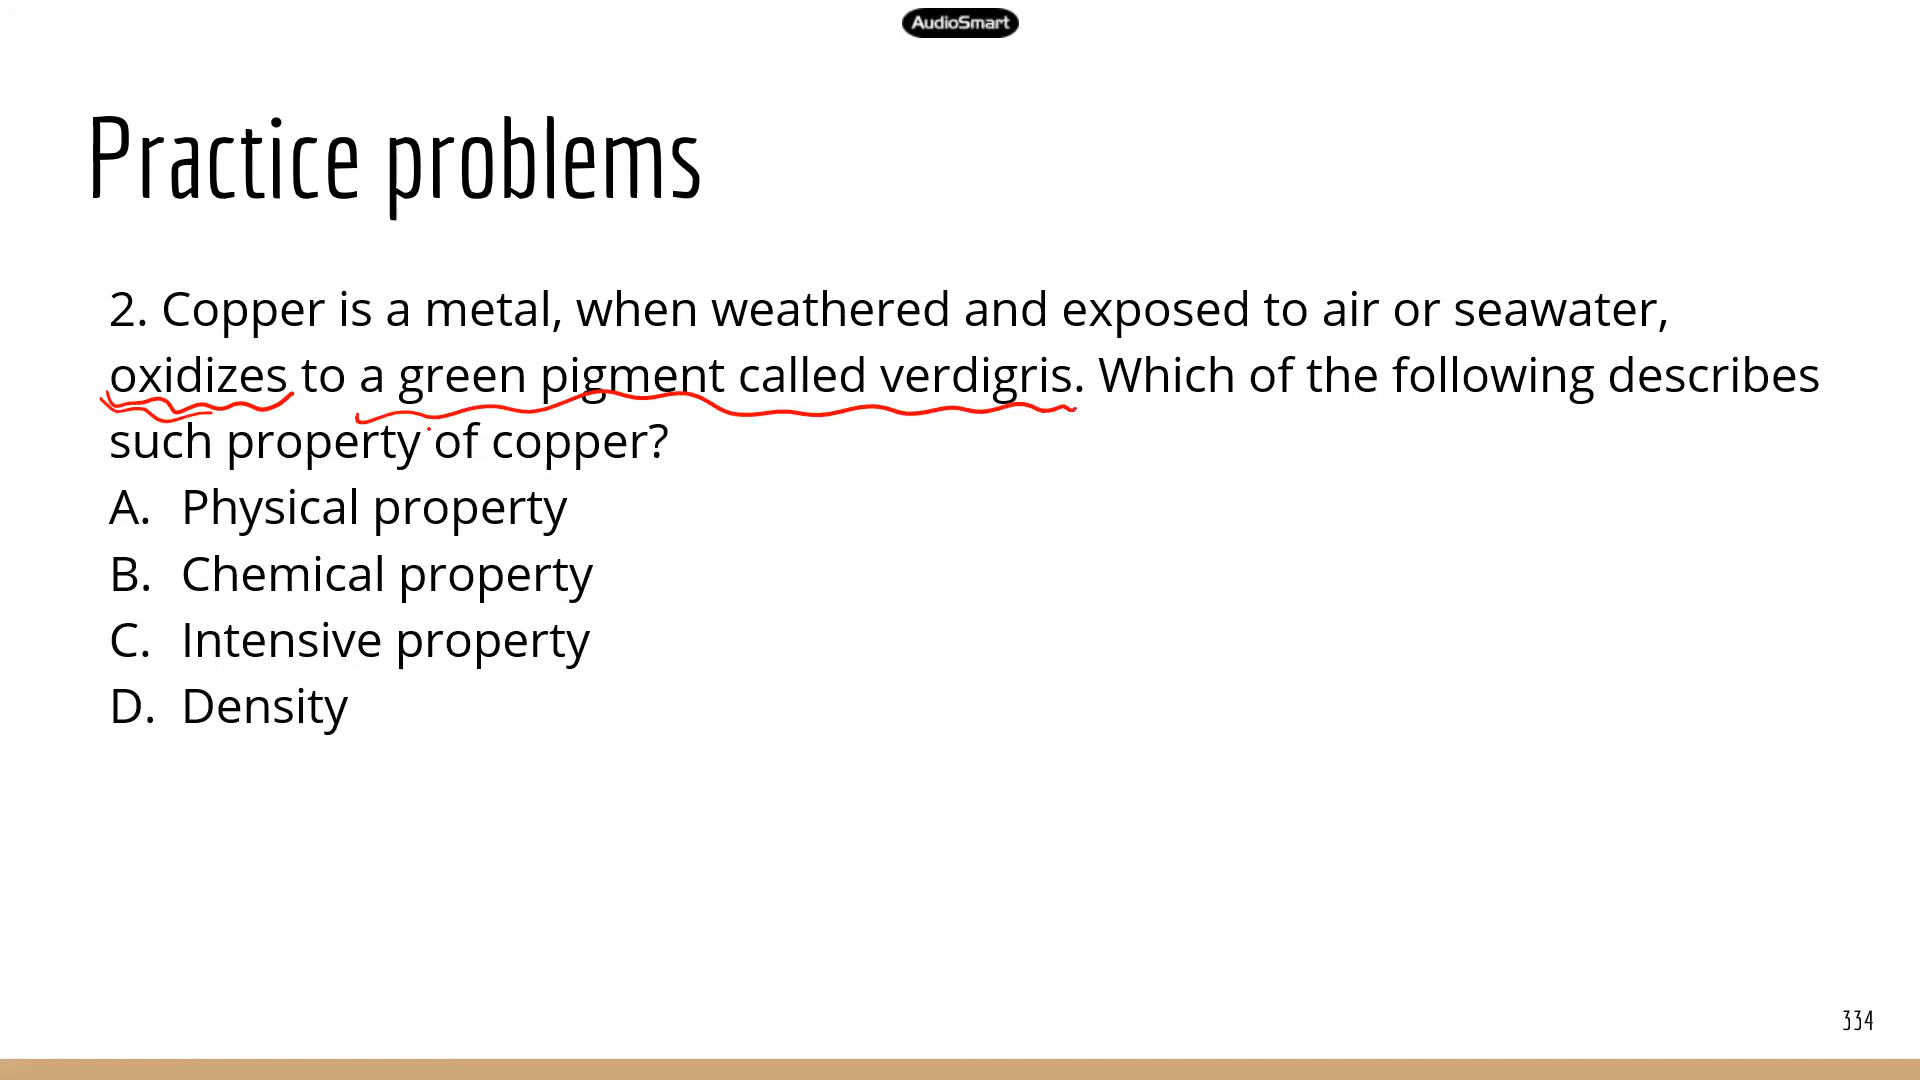 AudioSmart
Practice problems
2. Copper is a metal, when weathered and exposed to air or seawater,
oxidizes to a green pigment called verdigris. Which of the following describes
such property of copper?
A. Physical property
B. Chemical property
C. Intensive property
D. Density
334